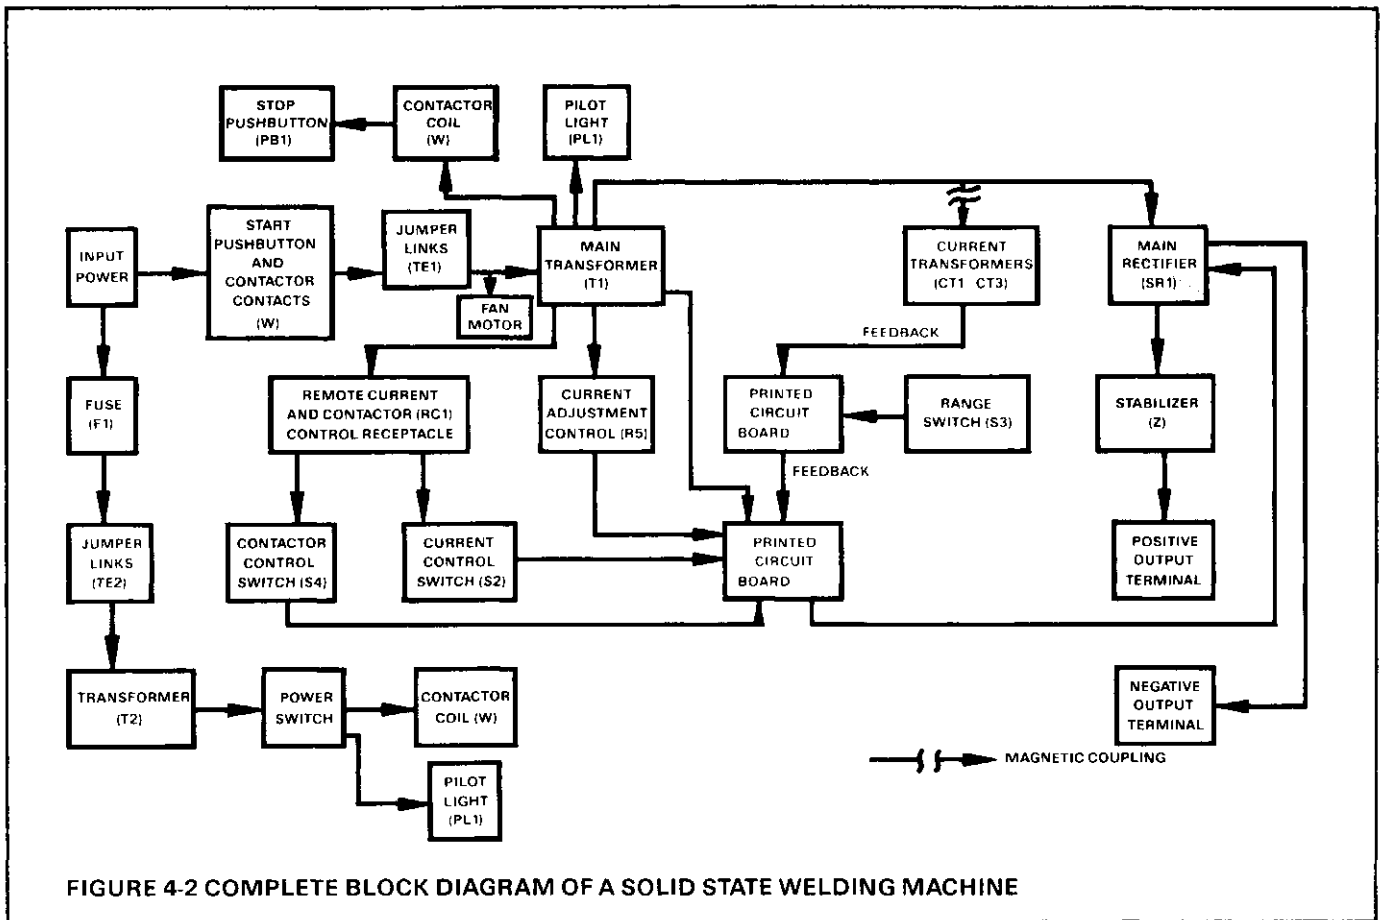 STOP
PUSHBUTTON
(PB1)
CONTACTOR
COIL
(W)
PILOT
LIGHT
(PL1)
INPUT
POWER
START
PUSHBUTTON
AND
CONTACTOR
CONTACTS
(W)
JUMPER
LINKS
(TE1)
FAN
MOTOR
MAIN
TRANSFORMER
(T1)
CURRENT
TRANSFORMERS
(CT1 CT3)
MAIN
RECTIFIER
(SR1)
FEEDBACK
FUSE
(F1)
REMOTE CURRENT
AND CONTACTOR (RC1)
CONTROL RECEPTACLE
CURRENT
ADJUSTMENT
CONTROL (R5)
PRINTED
CIRCUIT
BOARD
RANGE
SWITCH (S3)
STABILIZER
(Z)
FEEDBACK
JUMPER
LINKS
(TE2)
CONTACTOR
CONTROL
SWITCH (S4)
CURRENT
CONTROL
SWITCH (S2)
PRINTED
CIRCUIT
BOARD
POSITIVE
OUTPUT
TERMINAL
TRANSFORMER
(T2)
POWER
SWITCH
CONTACTOR
COIL (W)
NEGATIVE
OUTPUT
TERMINAL
PILOT
LIGHT
(PL1)
MAGNETIC COUPLING
FIGURE 4-2 COMPLETE BLOCK DIAGRAM OF A SOLID STATE WELDING MACHINE